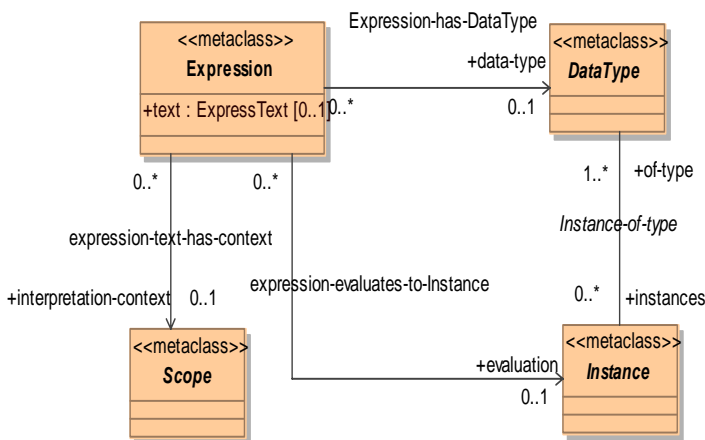 Expression-has-DataType
<<metaclass>>
Expression
+text : ExpressText [0..1]
0..*
+data-type
0..1
<<metaclass>>
DataType
0..*
0..*
1..*
+of-type
Instance-of-type
expression-text-has-context
expression-evaluates-to-Instance
+interpretation-context
0..1
0..*
+instances
<<metaclass>>
Scope
+evaluation
0..1
<<metaclass>>
Instance